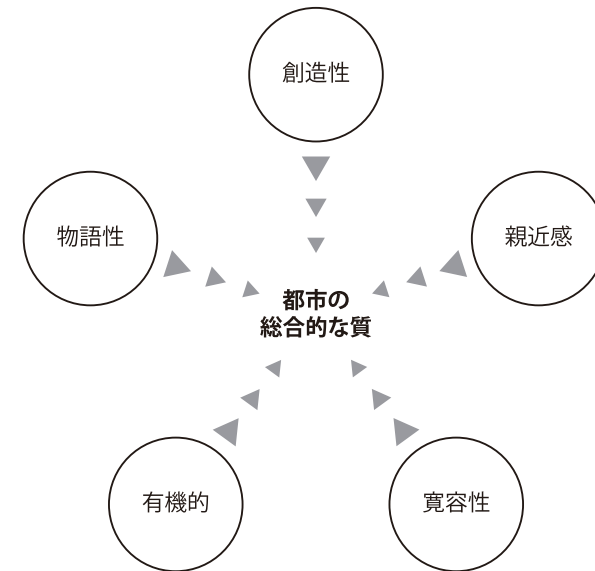 創造性
物語性
親近感
都市の
総合的な質
有機的
寛容性